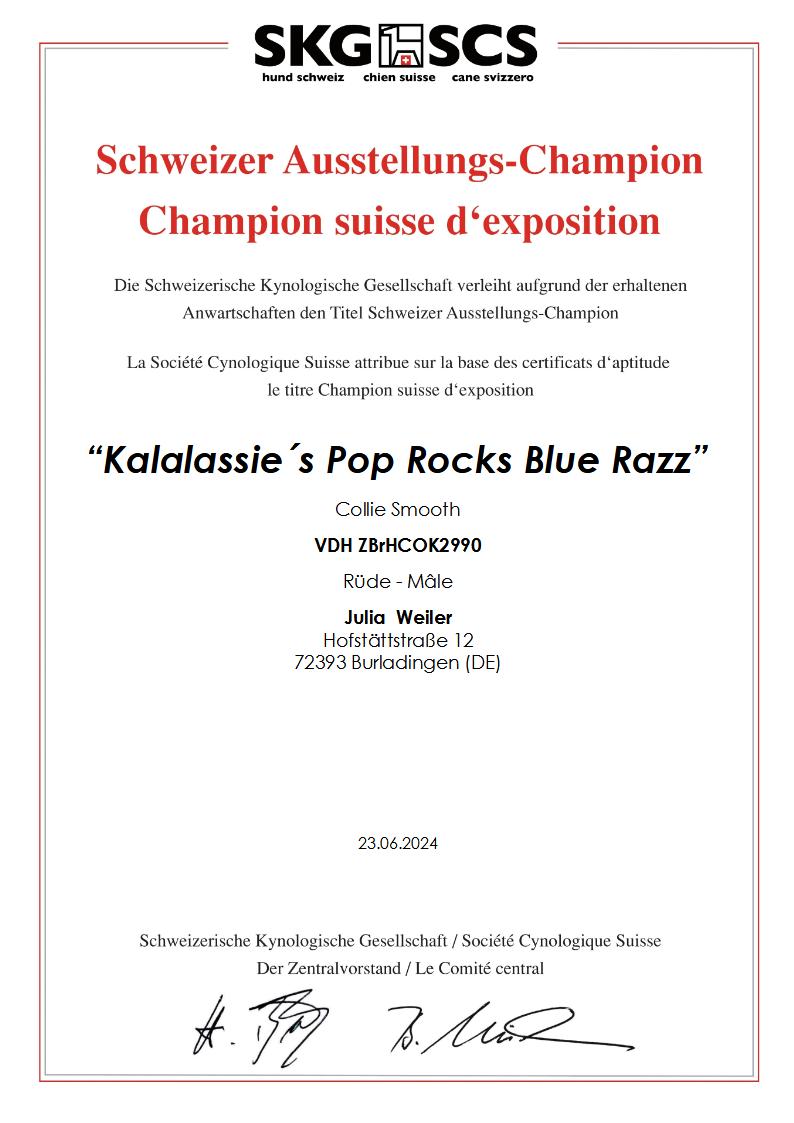 SKG SCS
hund schweiz chien suisse cane svizzero
Schweizer Ausstellungs-Champion
Champion suisse d‘exposition
Die Schweizerische Kynologische Gesellschaft verleiht aufgrund der erhaltenen
Anwartschaften den Titel Schweizer Ausstellungs-Champion
La Société Cynologique Suisse attribue sur la base des certificats d‘aptitude
le titre Champion suisse d‘exposition
“Kalalassie´s Pop Rocks Blue Razz”
Collie Smooth
VDH ZBrHCOK2990
Rüde - Mâle
Julia Weiler
Hofstättstraße 12
72393 Burladingen (DE)
23.06.2024
Schweizerische Kynologische Gesellschaft / Société Cynologique Suisse
Der Zentralvorstand / Le Comité central